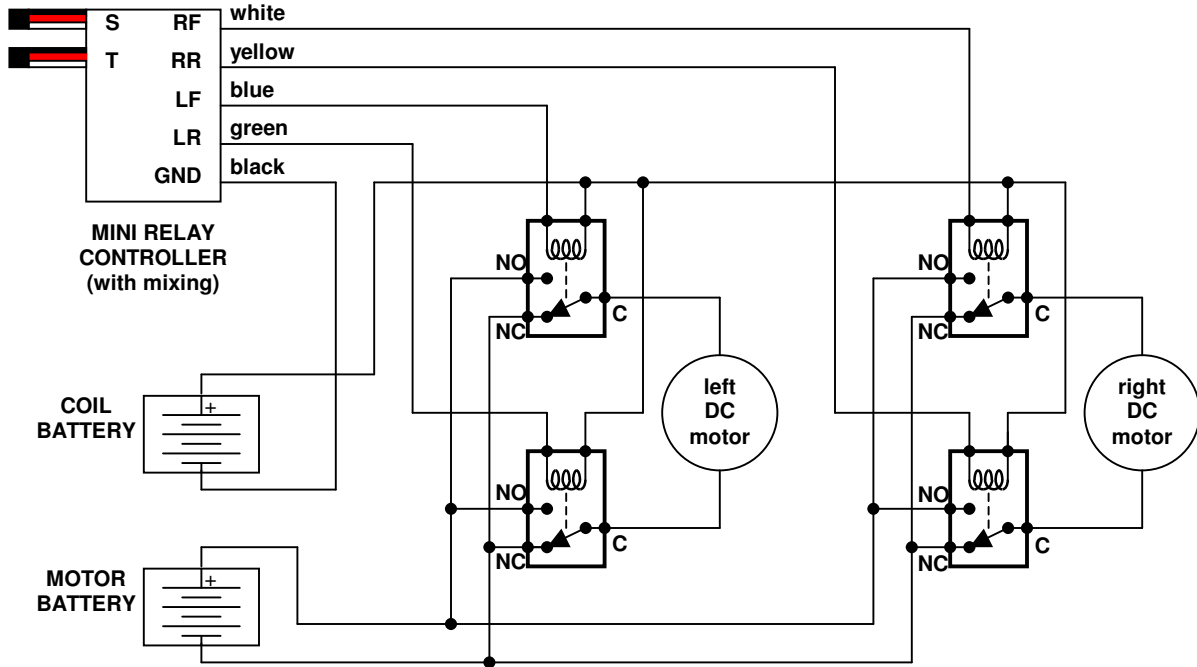 S RF white
T RR yellow
LF blue
LR green
GND black
MINI RELAY
CONTROLLER
(with mixing)
NO
C
NC
NO
C
NC
left
DC
motor
right
DC
motor
+
COIL
BATTERY
NO
C
NC
NO
C
NC
+
MOTOR
BATTERY